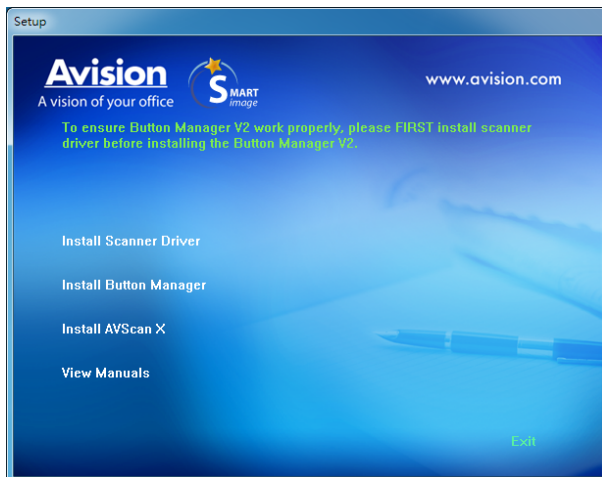 Setup
Avision
A vision of your office
SMART
image
www.avision.com
To ensure Button Manager V2 work properly, please FIRST install scanner
driver before installing the Button Manager V2.
Install Scanner Driver
Install Button Manager
Install AVScan X
View Manuals
Exit